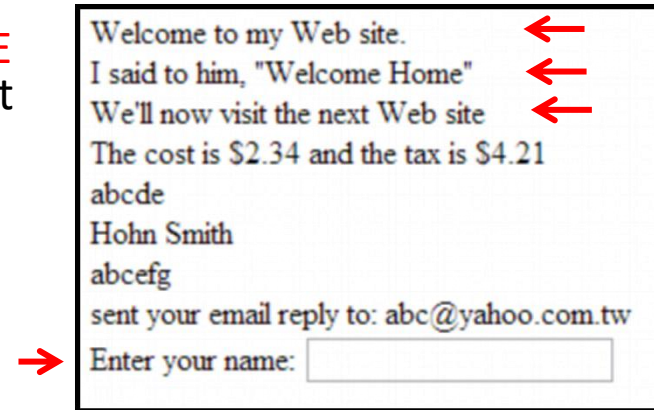 E
t
Welcome to my Web site.
I said to him, "Welcome Home"
We'll now visit the next Web site
The cost is $2.34 and the tax is $4.21
abcde
Hohn Smith
abcefg
sent your email reply to: abc@yahoo.com.tw
Enter your name: